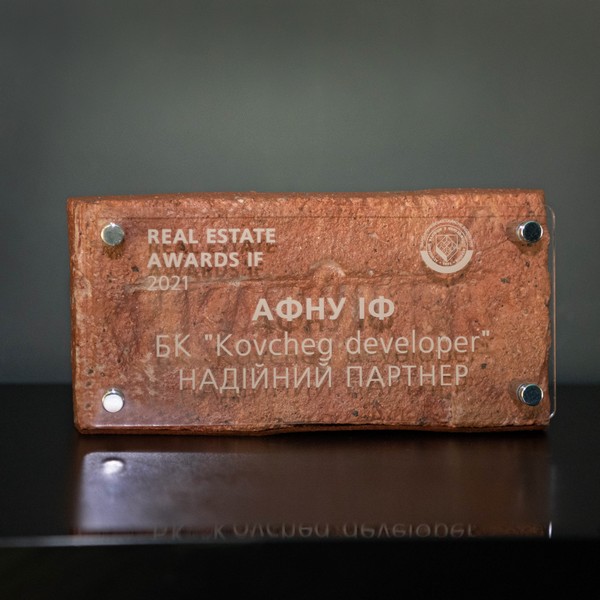 REAL ESTATE
AWARDS IF
2021
АФНУ ІФ
БК "Kovcheg developer"
НАДІЙНИЙ ПАРТНЕР